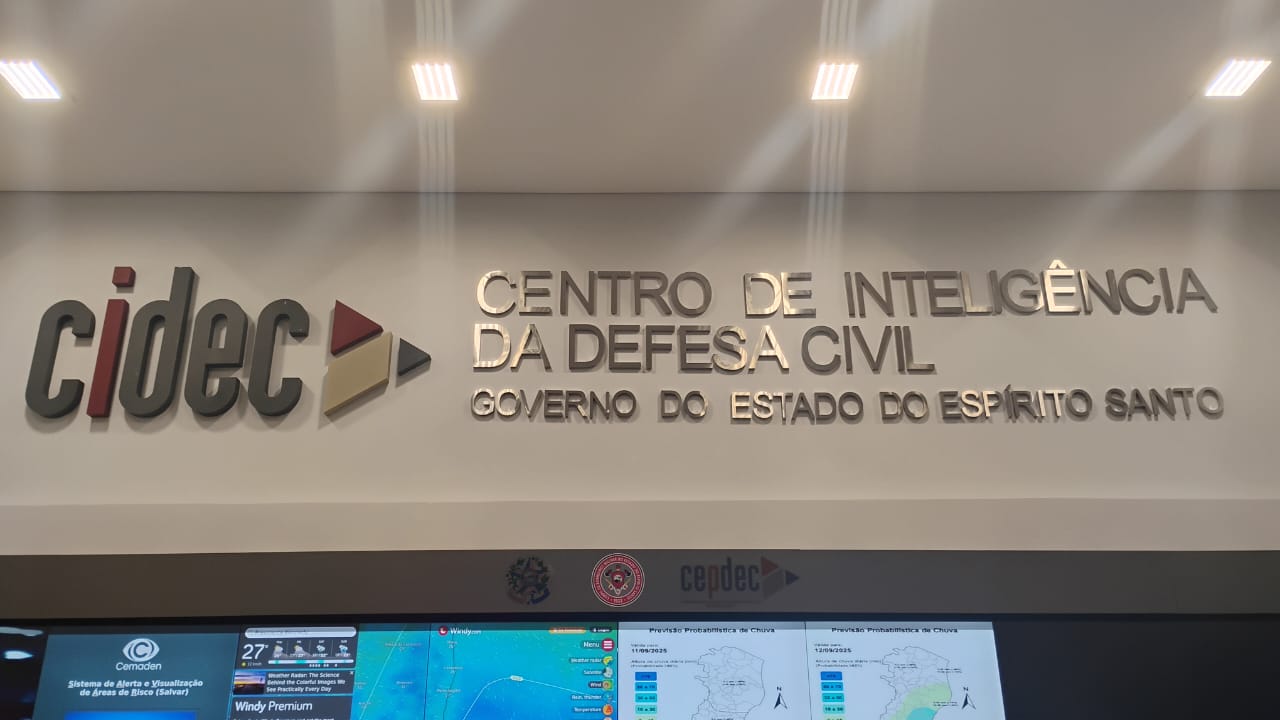 cidec
CENTRO DE INTELIGÊNCIA
DA DEFESA CIVIL
GOVERNO DO ESTADO DO ESPÍRITO SANTO
cepdec
Cemaden
Sistema de Alerta e Visualização
de Áreas de Risco (Salvar)
27°
Weather Radar: The Science
Behind the Colorful Images We
See Practically Every Day
Windy Premium
Windy.com
Menu
Weather radar
Satellite
Wind
Rain, thunder
Temperature
Previsão Probabilística de Chuva
11/09/2025
Previsão Probabilística de Chuva
12/09/2025
N
N